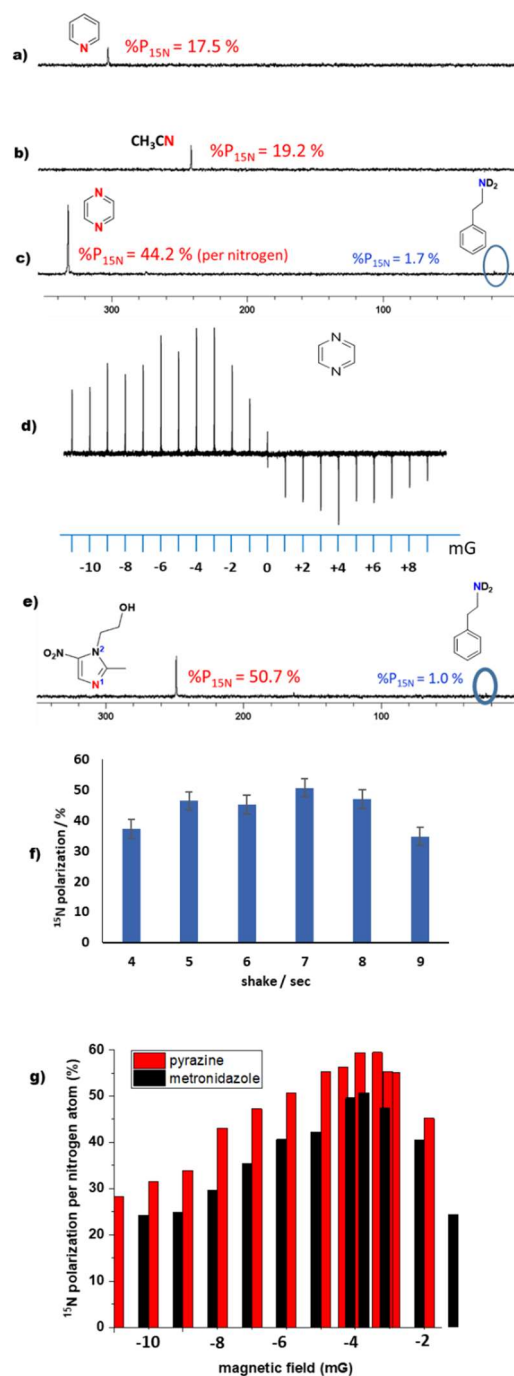 N
a)
%P15N = 17.5 %
b)
CH3CN
%P15N = 19.2 %
N
N
ND2
c)
%P15N = 44.2 % (per nitrogen)
%P15N = 1.7 %
300 200 100
N
N
d)
mG
-10 -8 -6 -4 -2 0 +2 +4 +6 +8
e)
OH
O2N
N2
N1
%P15N = 50.7 %
ND2
%P15N = 1.0 %
300 200 100
f)
15N polarization / %
60
50
40
30
20
10
0
4 5 6 7 8 9
shake / sec
g)
pyrazine
metronidazole
15N polarization per nitrogen atom (%)
60
50
40
30
20
10
0
-10 -8 -6 -4 -2
magnetic field (mG)